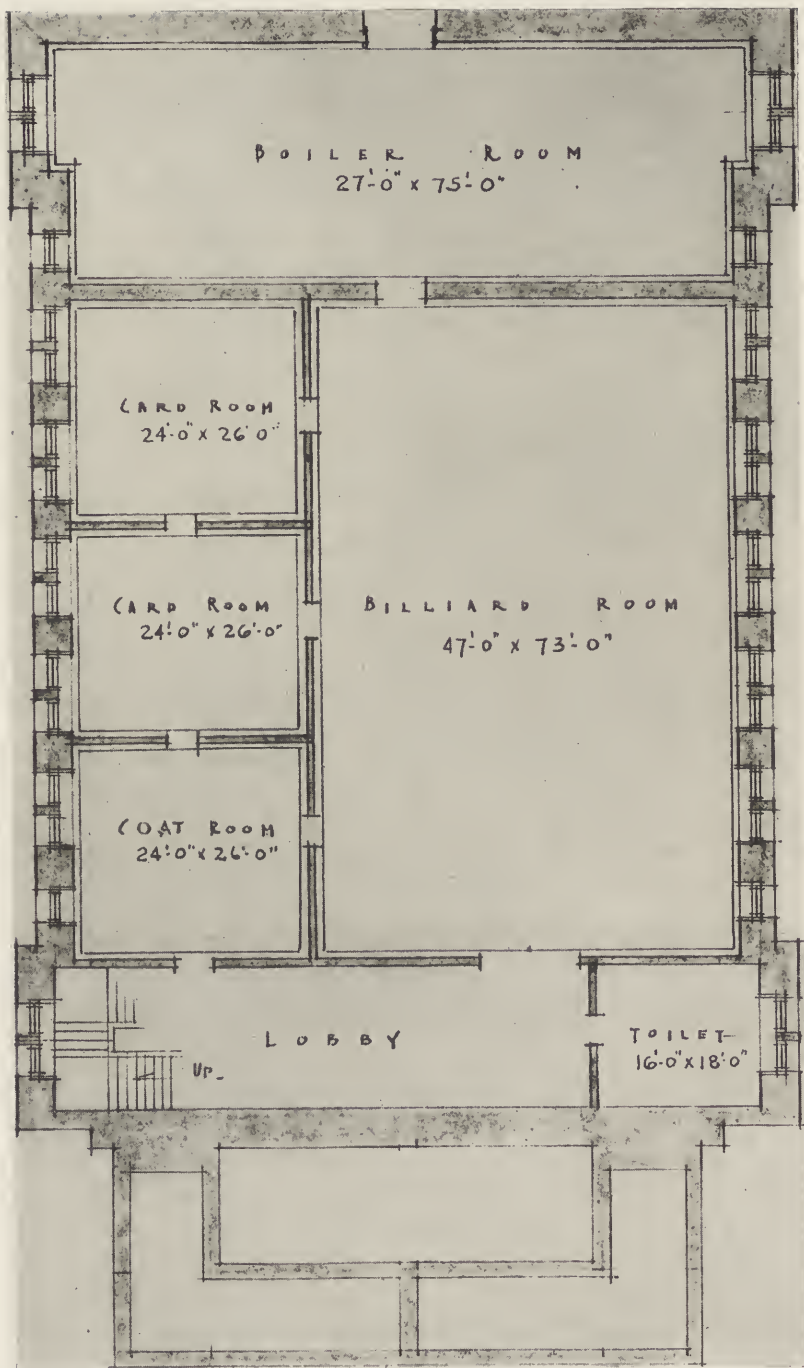 BOILER ROOM
27'-0" x 75'-0"
CARD ROOM
24'-0" x 26'-0"
CARD ROOM
24'-0" x 26'-0"
BILLIARD ROOM
47'-0" x 73'-0"
COAT ROOM
24'-0" x 26'-0"
LOBBY
UP-
TOILET
16'-0" x 18'-0"